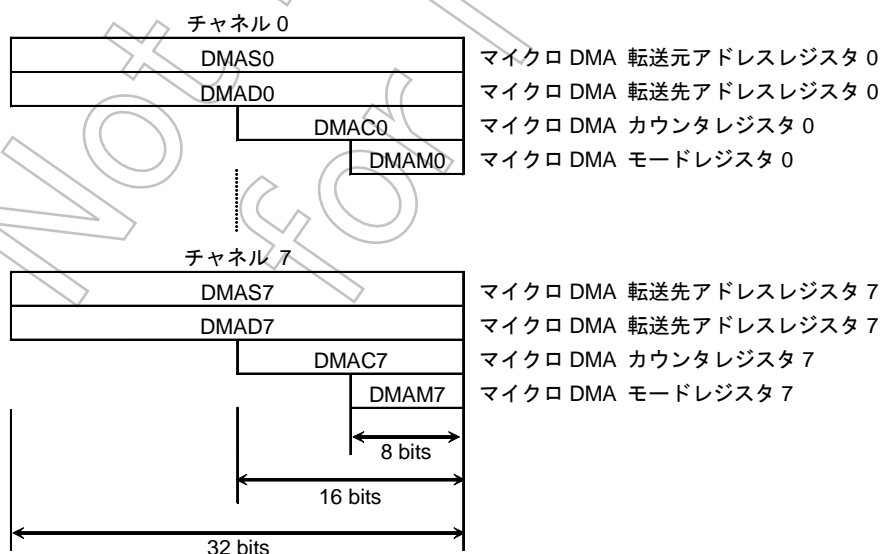 チャネル 0
DMAS0 マイクロ DMA 転送元アドレスレジスタ 0
DMAD0 マイクロ DMA 転送先アドレスレジスタ 0
DMAC0 マイクロ DMA カウンタレジスタ 0
DMAM0 マイクロ DMA モードレジスタ 0
チャネル 7
DMAS7 マイクロ DMA 転送先アドレスレジスタ 7
DMAD7 マイクロ DMA 転送先アドレスレジスタ 7
DMAC7 マイクロ DMA カウンタレジスタ 7
DMAM7 マイクロ DMA モードレジスタ 7
8 bits
16 bits
32 bits
Not
for